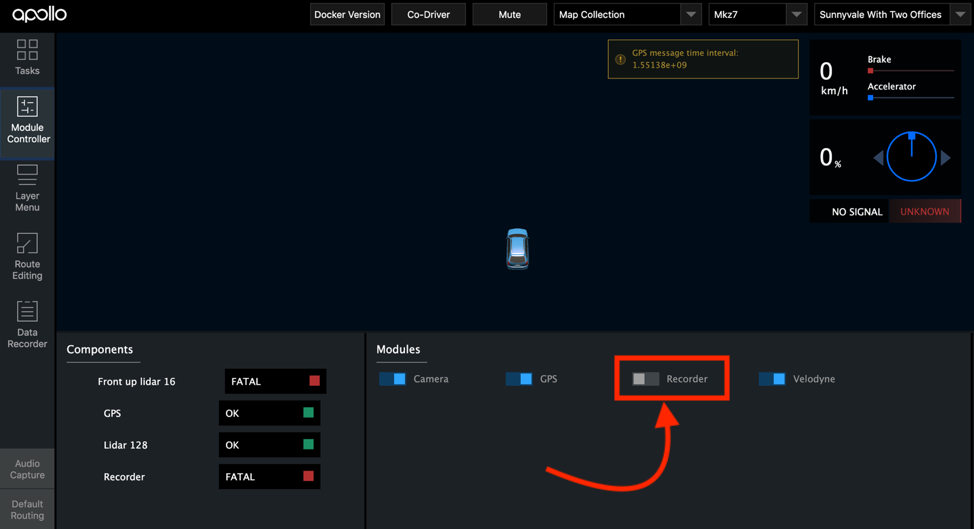 apollo
Docker Version
Co-Driver
Mute
Map Collection
Mkz7
Sunnyvale With Two Offices
Tasks
Module
Controller
Layer
Menu
Route
Editing
Data
Recorder
Audio
Capture
Default
Routing
GPS message time interval:
1.55138e+09
0
km/h
Brake
Accelerator
0
%
NO SIGNAL
UNKNOWN
Components
Front up lidar 16
FATAL
GPS
OK
Lidar 128
OK
Recorder
FATAL
Modules
Camera
GPS
Recorder
Velodyne